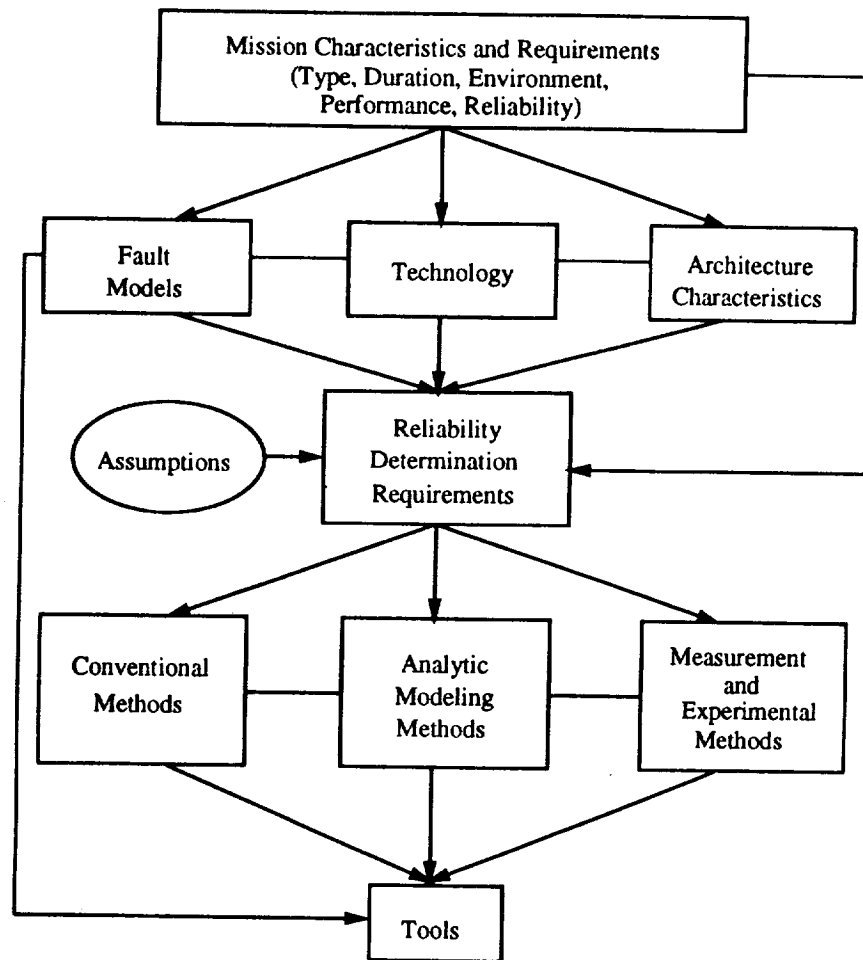 Mission Characteristics and Requirements
(Type, Duration, Environment,
Performance, Reliability)
Fault
Models
Technology
Architecture
Characteristics
Assumptions
Reliability
Determination
Requirements
Conventional
Methods
Analytic
Modeling
Methods
Measurement
and
Experimental
Methods
Tools